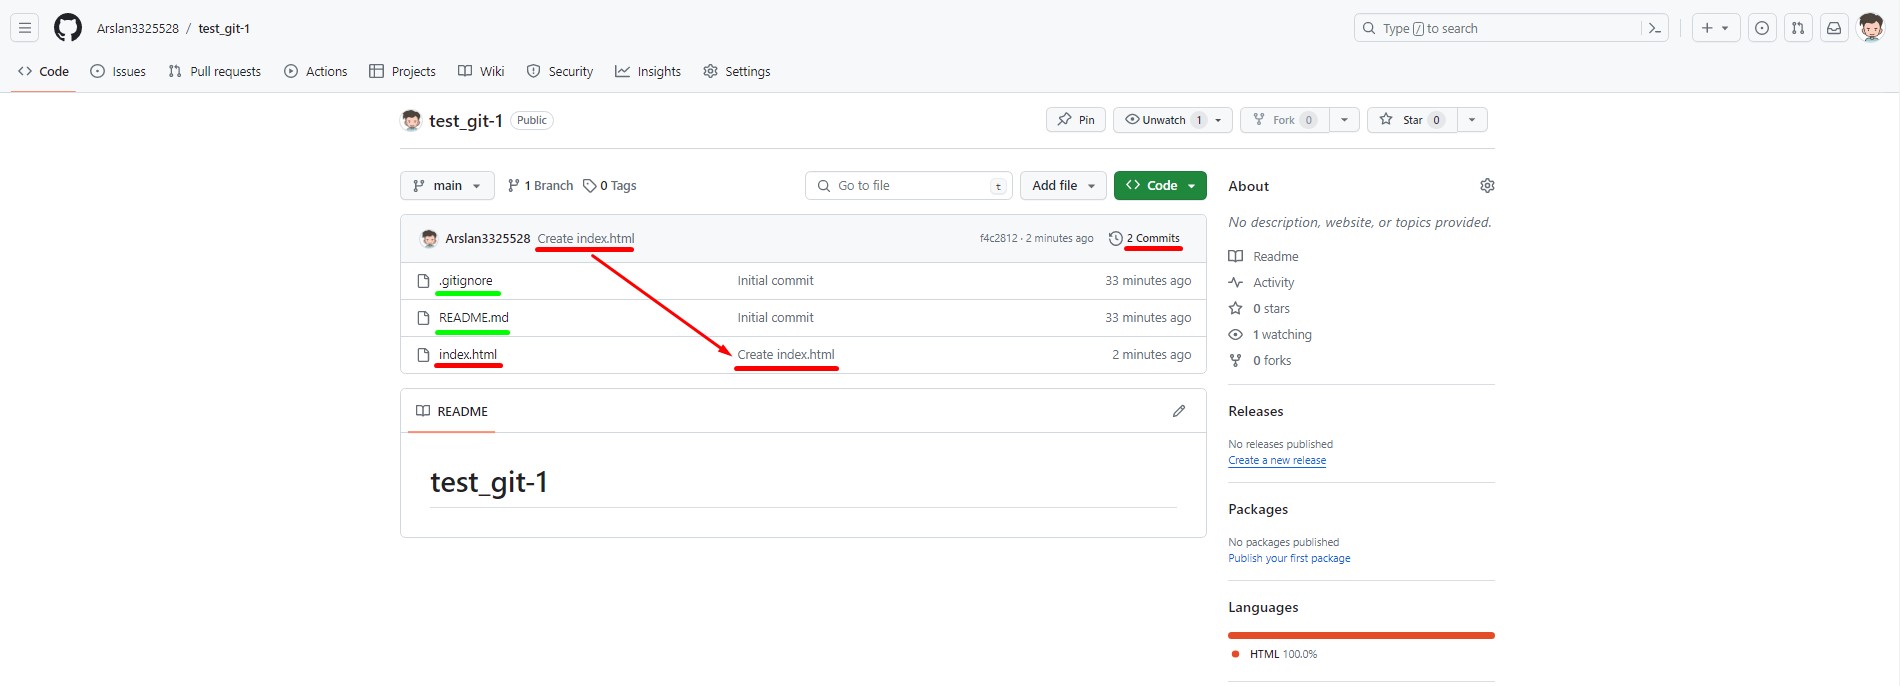 Arslan3325528 / test_git-1
Type / to search
Code Issues Pull requests Actions Projects Wiki Security Insights Settings
test_git-1 Public
Pin Unwatch 1 Fork 0 Star 0
main 1 Branch 0 Tags Go to file t Add file Code
Arslan3325528 Create index.html f4c2812 · 2 minutes ago 2 Commits
.gitignore Initial commit 33 minutes ago
README.md Initial commit 33 minutes ago
index.html Create index.html 2 minutes ago
README
test_git-1
About
No description, website, or topics provided.
Readme
Activity
0 stars
1 watching
0 forks
Releases
No releases published
Create a new release
Packages
No packages published
Publish your first package
Languages
HTML 100.0%